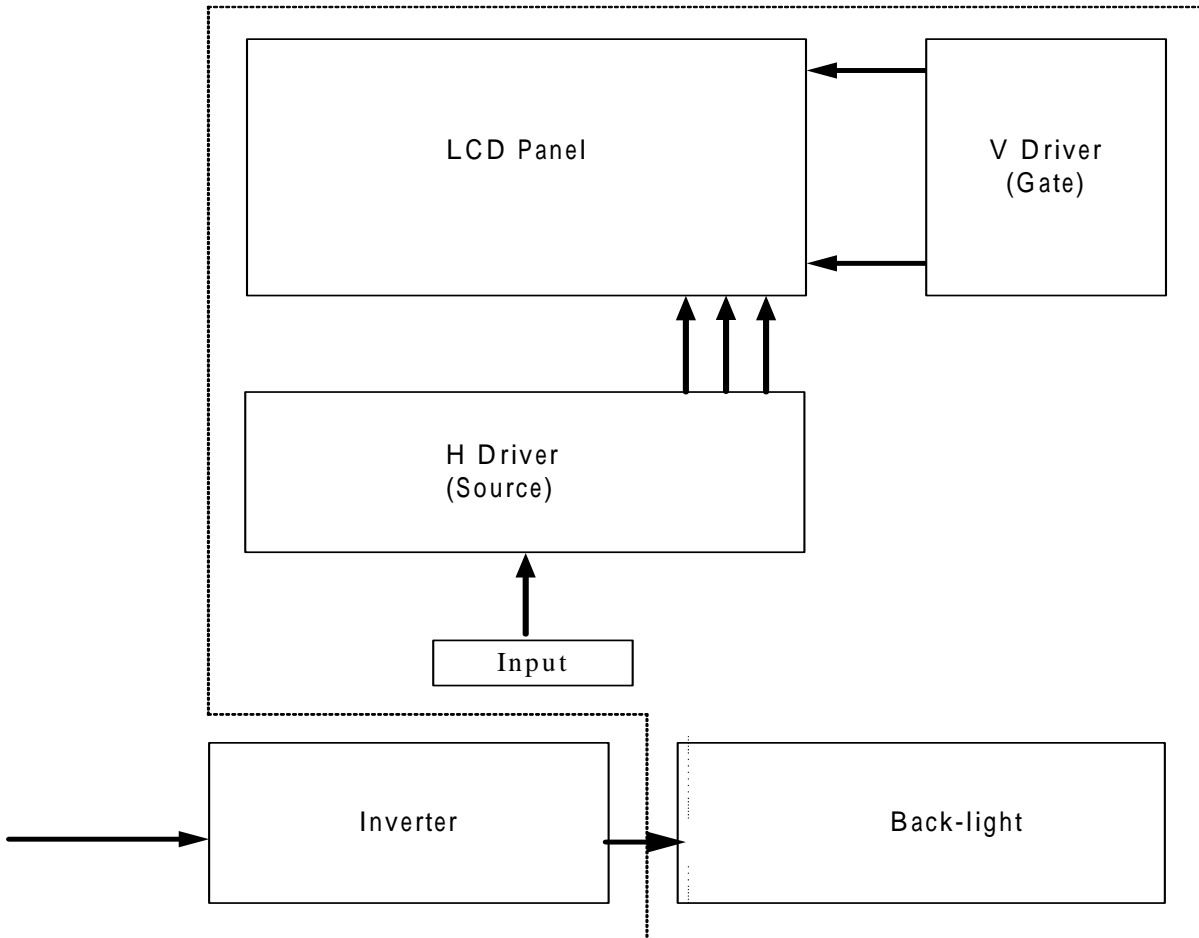 LCD Panel
V Driver
(Gate)
H Driver
(Source)
Input
Inverter
Back-light